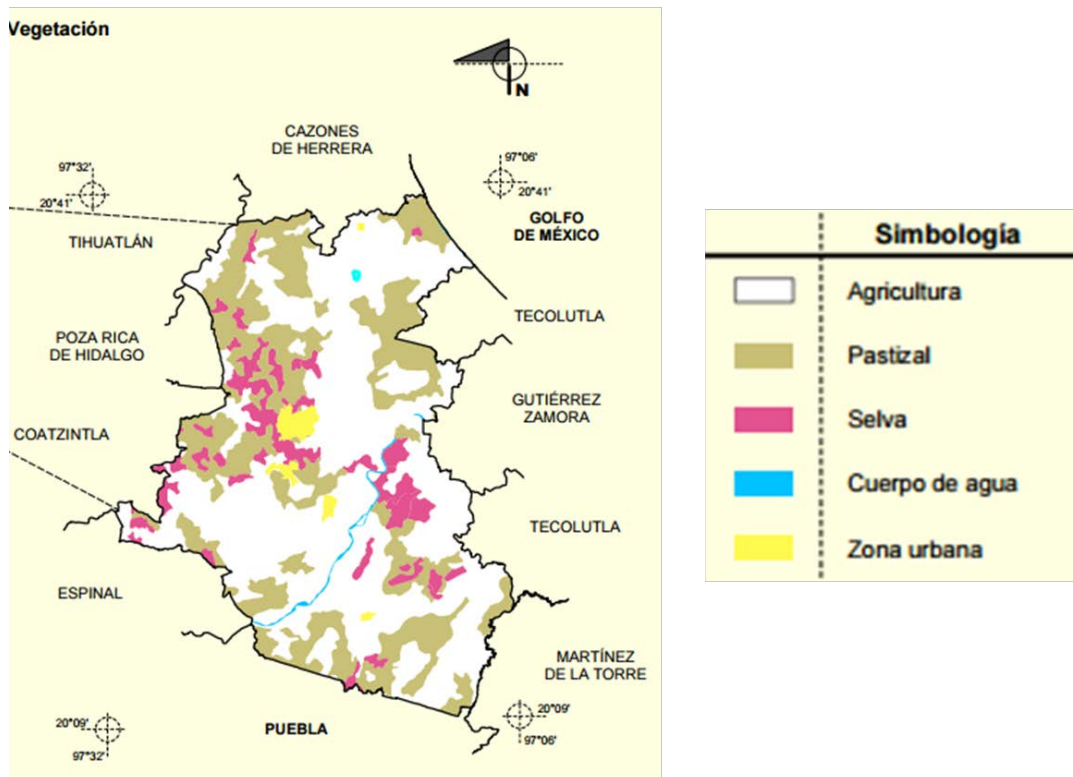 Vegetación
N
CAZONES
DE HERRERA
97°32'
20°41'
97°06'
20°41'
GOLFO
DE MÉXICO
TIHUATLÁN
TECOLUTLA
POZA RICA
DE HIDALGO
GUTIÉRREZ
ZAMORA
COATZINTLA
TECOLUTLA
ESPINAL
MARTÍNEZ
DE LA TORRE
20°09'
97°32'
PUEBLA
20°09'
97°06'
Simbología
Agricultura
Pastizal
Selva
Cuerpo de agua
Zona urbana